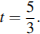 t = 5/3.